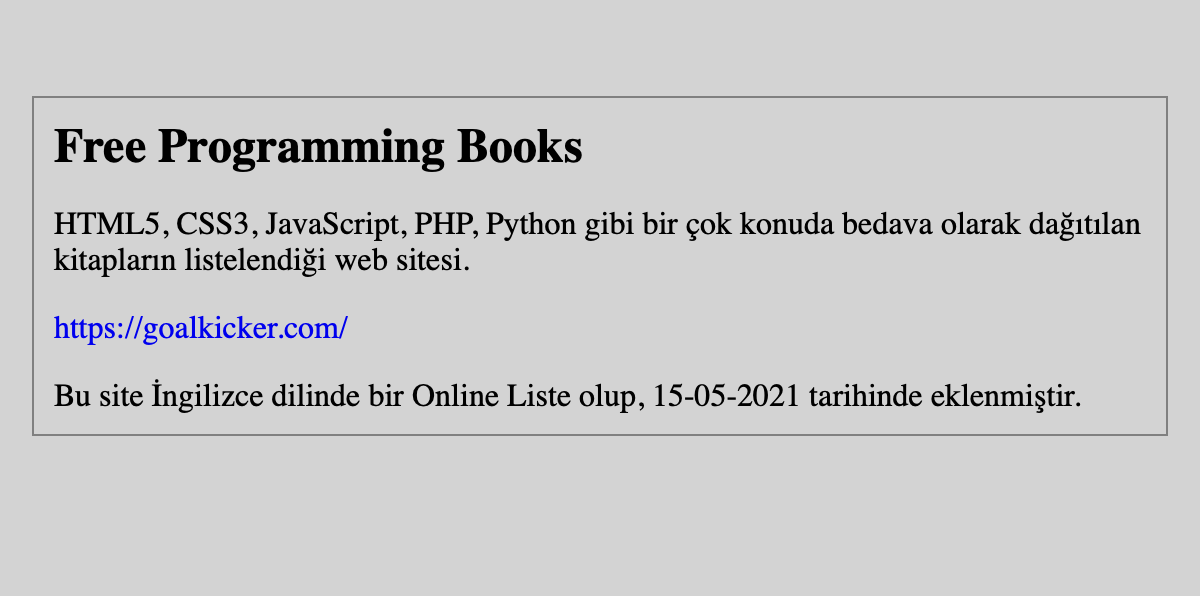 Free Programming Books
HTML5, CSS3, JavaScript, PHP, Python gibi bir çok konuda bedava olarak dağıtılan
kitapların listelendiği web sitesi.
https://goalkicker.com/
Bu site İngilizce dilinde bir Online Liste olup, 15-05-2021 tarihinde eklenmiştir.